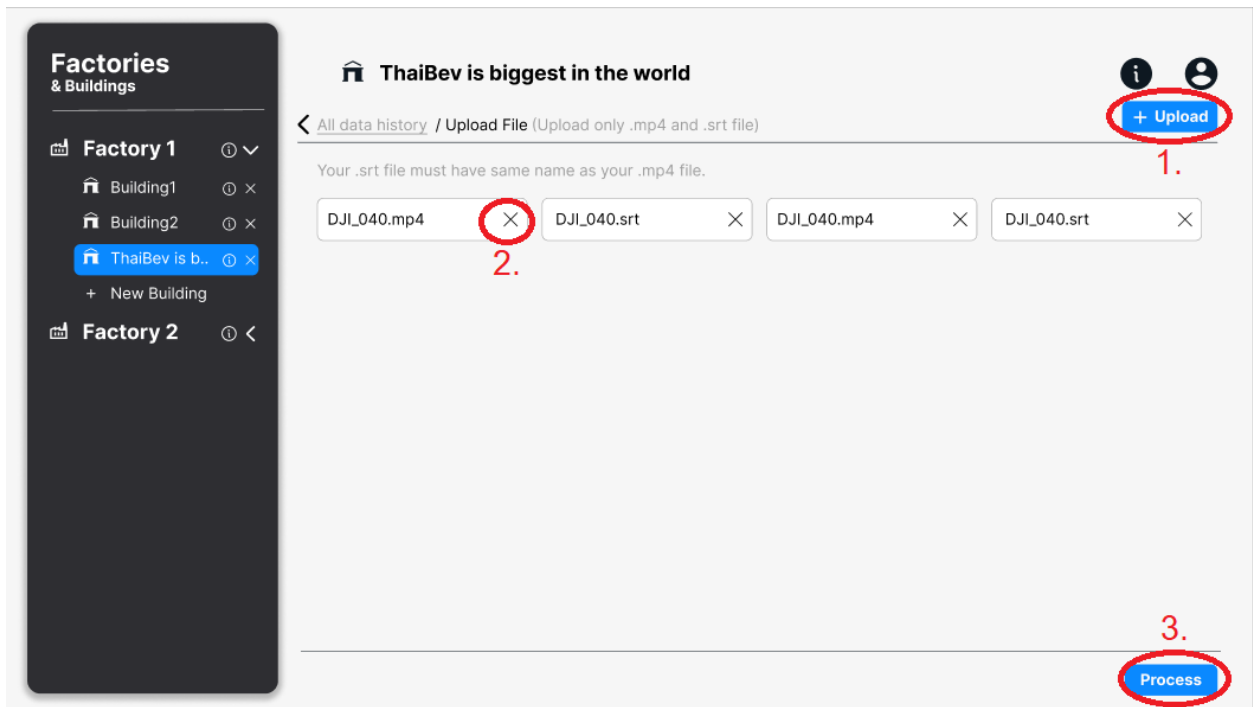 Factories
& Buildings
Factory 1
Building1
Building2
ThaiBev is b..
+ New Building
Factory 2
ThaiBev is biggest in the world
All data history / Upload File (Upload only .mp4 and .srt file)
+ Upload
1.
Your .srt file must have same name as your .mp4 file.
DJI_040.mp4 DJI_040.srt DJI_040.mp4 DJI_040.srt
2.
3.
Process